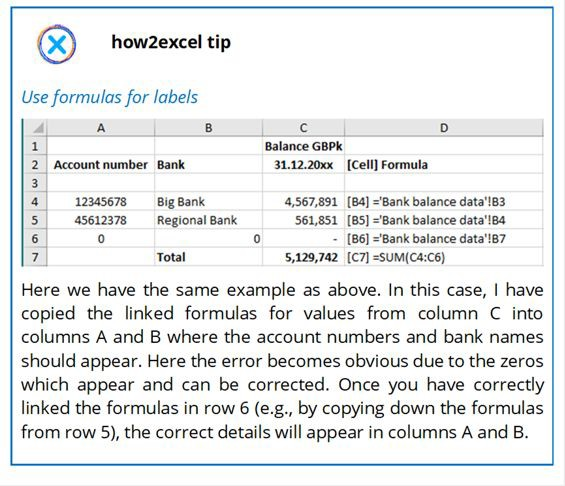 how2excel tip
Use formulas for labels
A B C D
1 Balance GBPk
2 Account number Bank 31.12.20xx [Cell] Formula
3
4 12345678 Big Bank 4,567,891 [B4] ='Bank balance data'!B3
5 45612378 Regional Bank 561,851 [B5] ='Bank balance data'!B4
6 0 0 - [B6] ='Bank balance data'!B7
7 Total 5,129,742 [C7] =SUM(C4:C6)
Here we have the same example as above. In this case, I have
copied the linked formulas for values from column C into
columns A and B where the account numbers and bank names
should appear. Here the error becomes obvious due to the zeros
which appear and can be corrected. Once you have correctly
linked the formulas in row 6 (e.g., by copying down the formulas
from row 5), the correct details will appear in columns A and B.